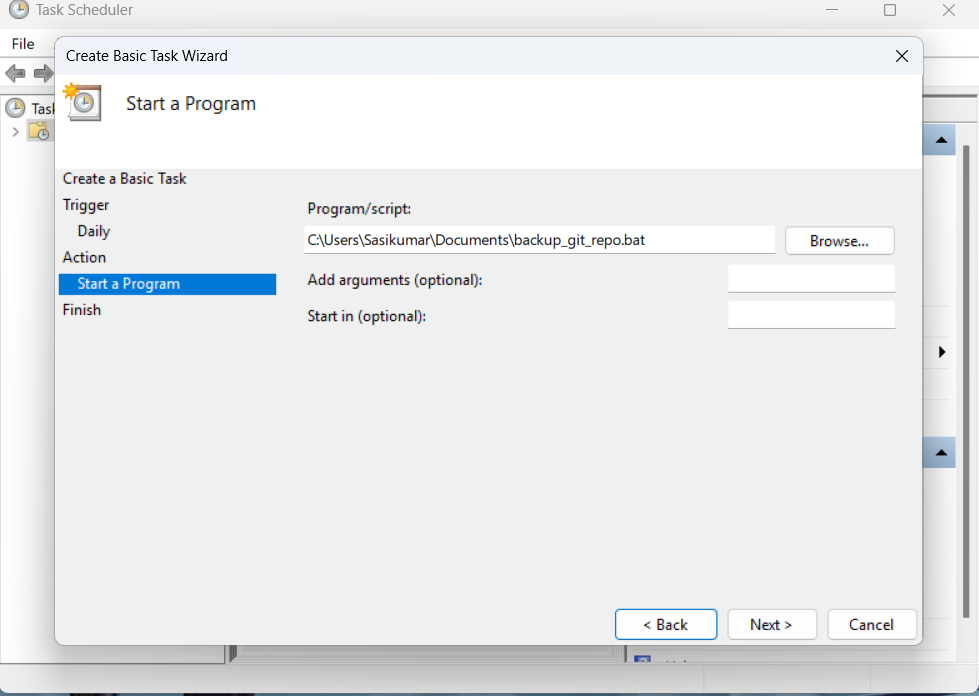 Task Scheduler
File
Create Basic Task Wizard
Start a Program
Create a Basic Task
Trigger
Daily
Action
Start a Program
Finish
Program/script:
C:\Users\Sasikumar\Documents\backup_git_repo.bat
Browse...
Add arguments (optional):
Start in (optional):
< Back
Next >
Cancel